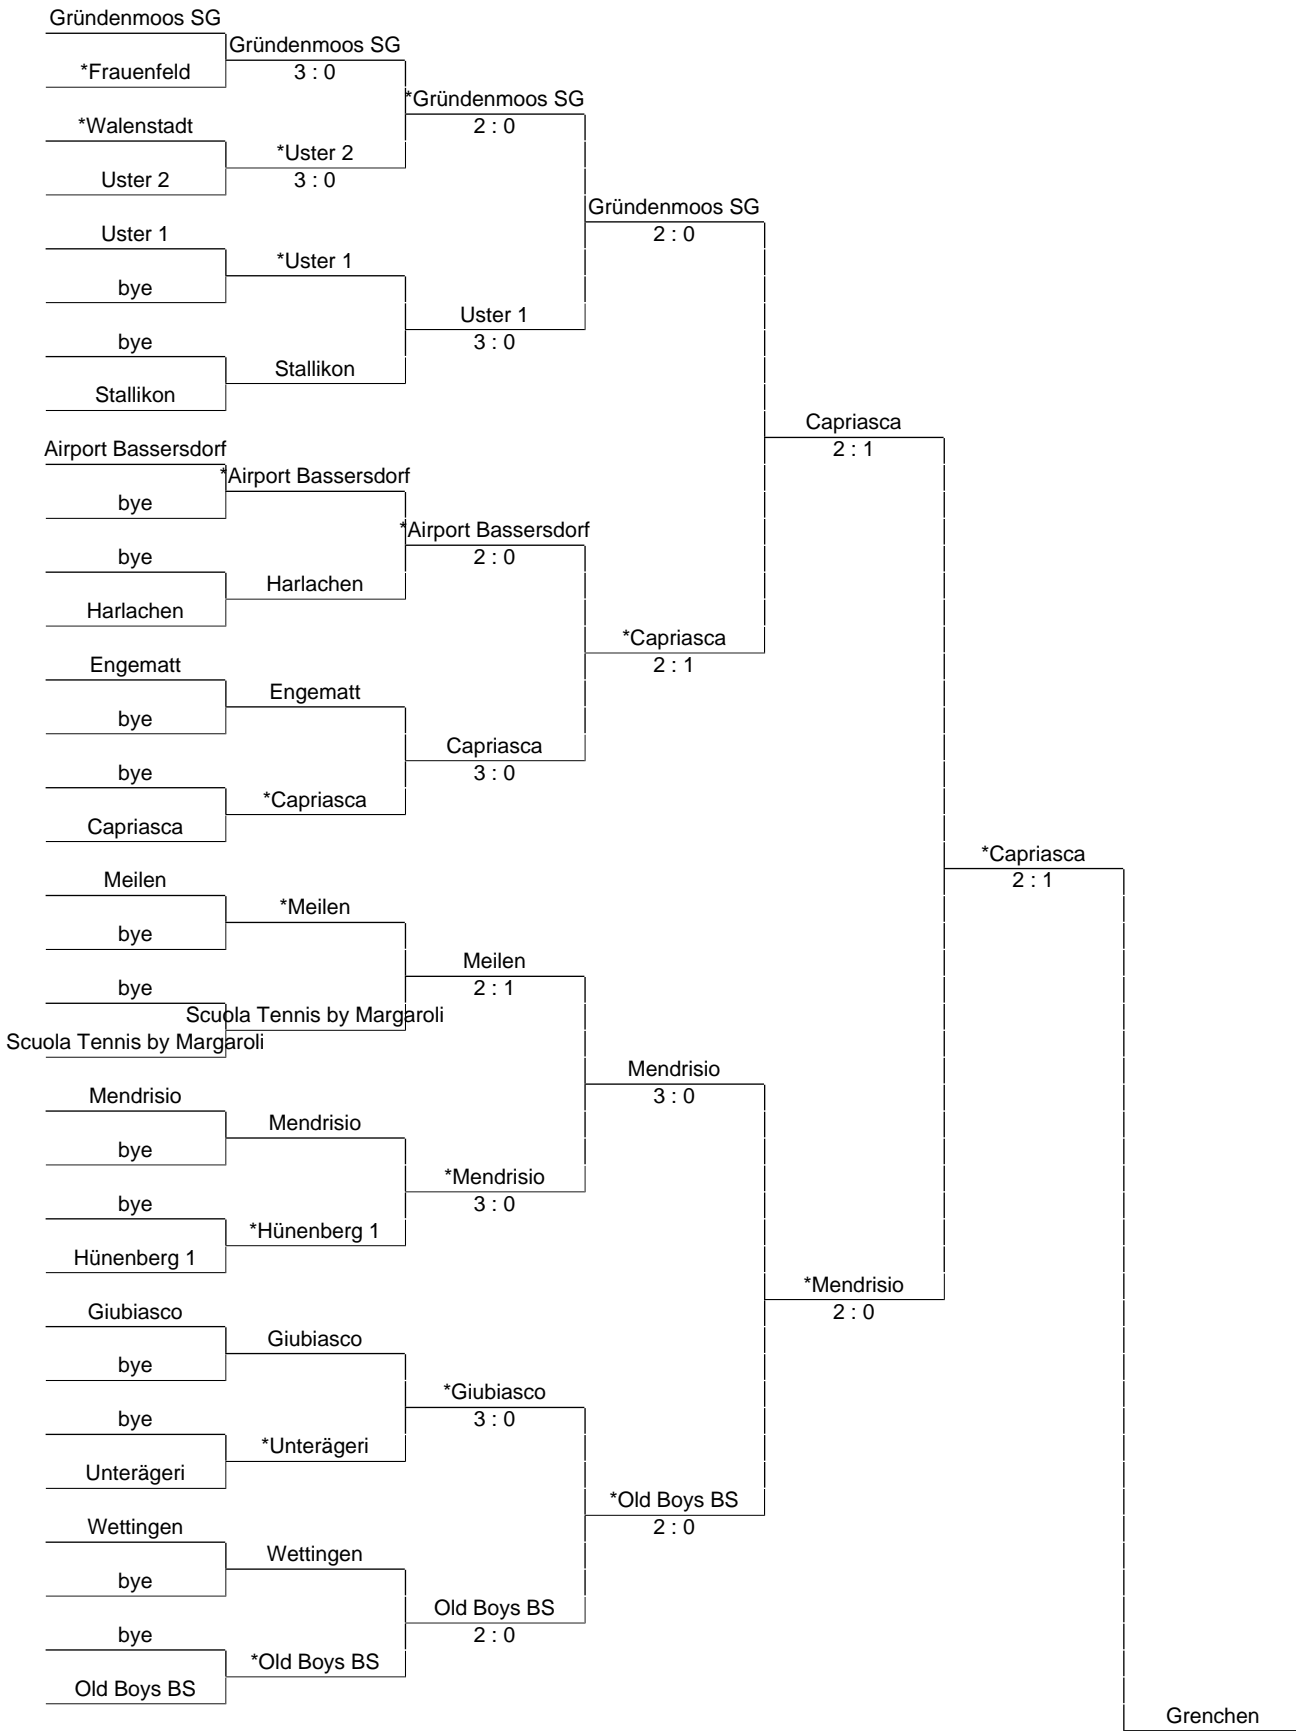 Gründenmoos SG
Gründenmoos SG
*Frauenfeld
3 : 0
*Gründenmoos SG
*Walenstadt
2 : 0
*Uster 2
Uster 2
3 : 0
Gründenmoos SG
Uster 1
2 : 0
*Uster 1
bye
Uster 1
bye
3 : 0
Stallikon
Stallikon
Capriasca
Airport Bassersdorf
2 : 1
*Airport Bassersdorf
bye
*Airport Bassersdorf
bye
2 : 0
Harlachen
Harlachen
*Capriasca
Engematt
2 : 1
Engematt
bye
Capriasca
bye
3 : 0
*Capriasca
Capriasca
*Capriasca
Meilen
2 : 1
*Meilen
bye
Meilen
bye
2 : 1
Scuola Tennis by Margaroli
Scuola Tennis by Margaroli
Mendrisio
Mendrisio
3 : 0
Mendrisio
bye
*Mendrisio
bye
3 : 0
*Hünenberg 1
Hünenberg 1
*Mendrisio
Giubiasco
2 : 0
Giubiasco
bye
*Giubiasco
bye
3 : 0
*Unterägeri
Unterägeri
*Old Boys BS
Wettingen
2 : 0
Wettingen
bye
Old Boys BS
bye
2 : 0
*Old Boys BS
Old Boys BS
Grenchen